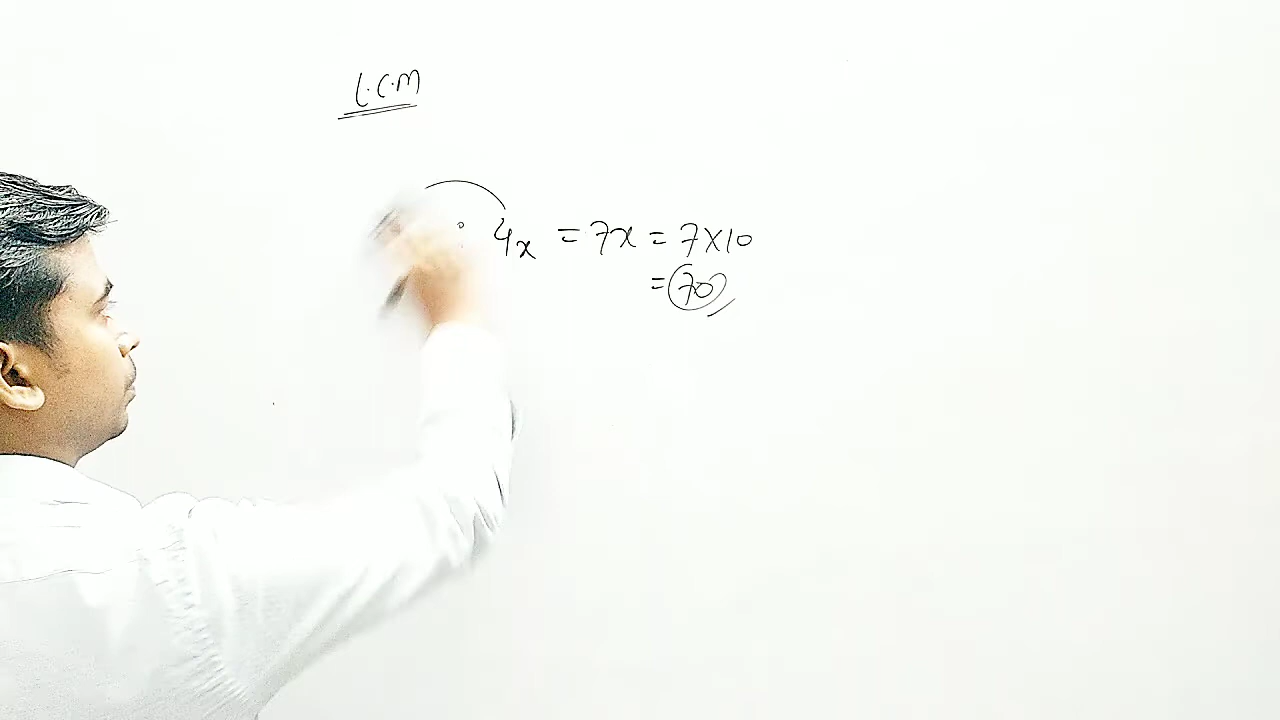 L.C.M
: 4x = 7x = 7×10
= 70